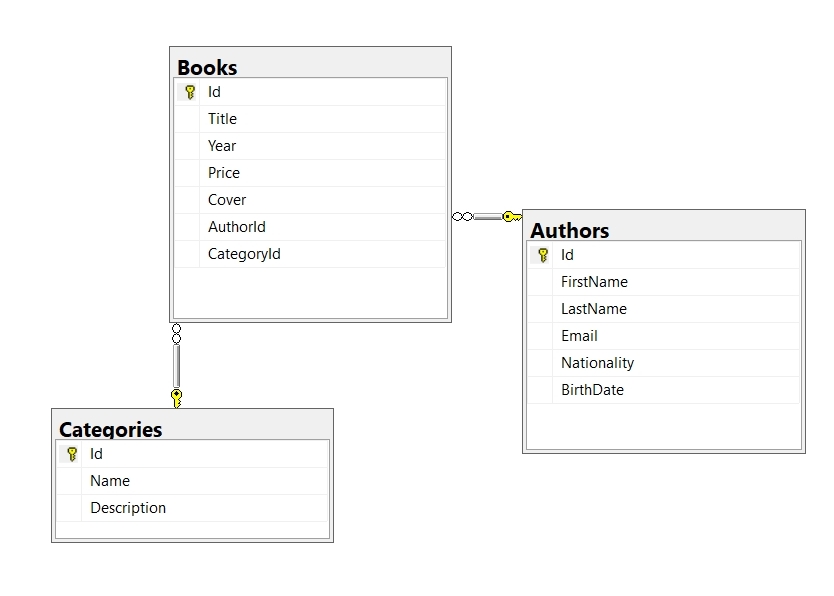 Books
Id
Title
Year
Price
Cover
AuthorId
CategoryId
Authors
Id
FirstName
LastName
Email
Nationality
BirthDate
Categories
Id
Name
Description